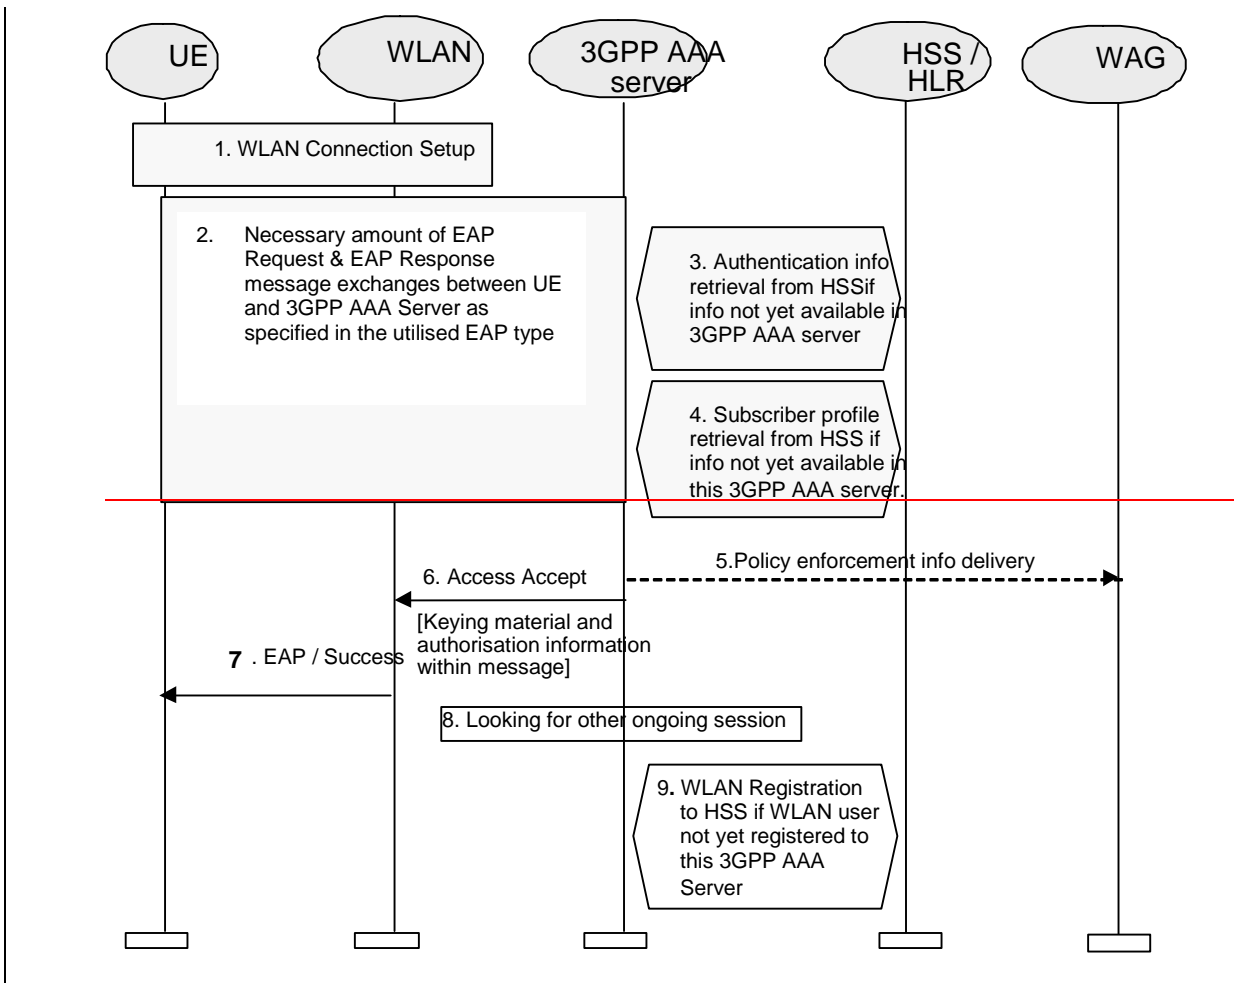 UE
WLAN
3GPP AAA
server
HSS /
HLR
WAG
1. WLAN Connection Setup
2. Necessary amount of EAP
Request & EAP Response
message exchanges between UE
and 3GPP AAA Server as
specified in the utilised EAP type
3. Authentication info
retrieval from HSSif
info not yet available in
3GPP AAA server
4. Subscriber profile
retrieval from HSS if
info not yet available in
this 3GPP AAA server.
5.Policy enforcement info delivery
6. Access Accept
[Keying material and
authorisation information
within message]
7 . EAP / Success
8. Looking for other ongoing session
9. WLAN Registration
to HSS if WLAN user
not yet registered to
this 3GPP AAA
Server